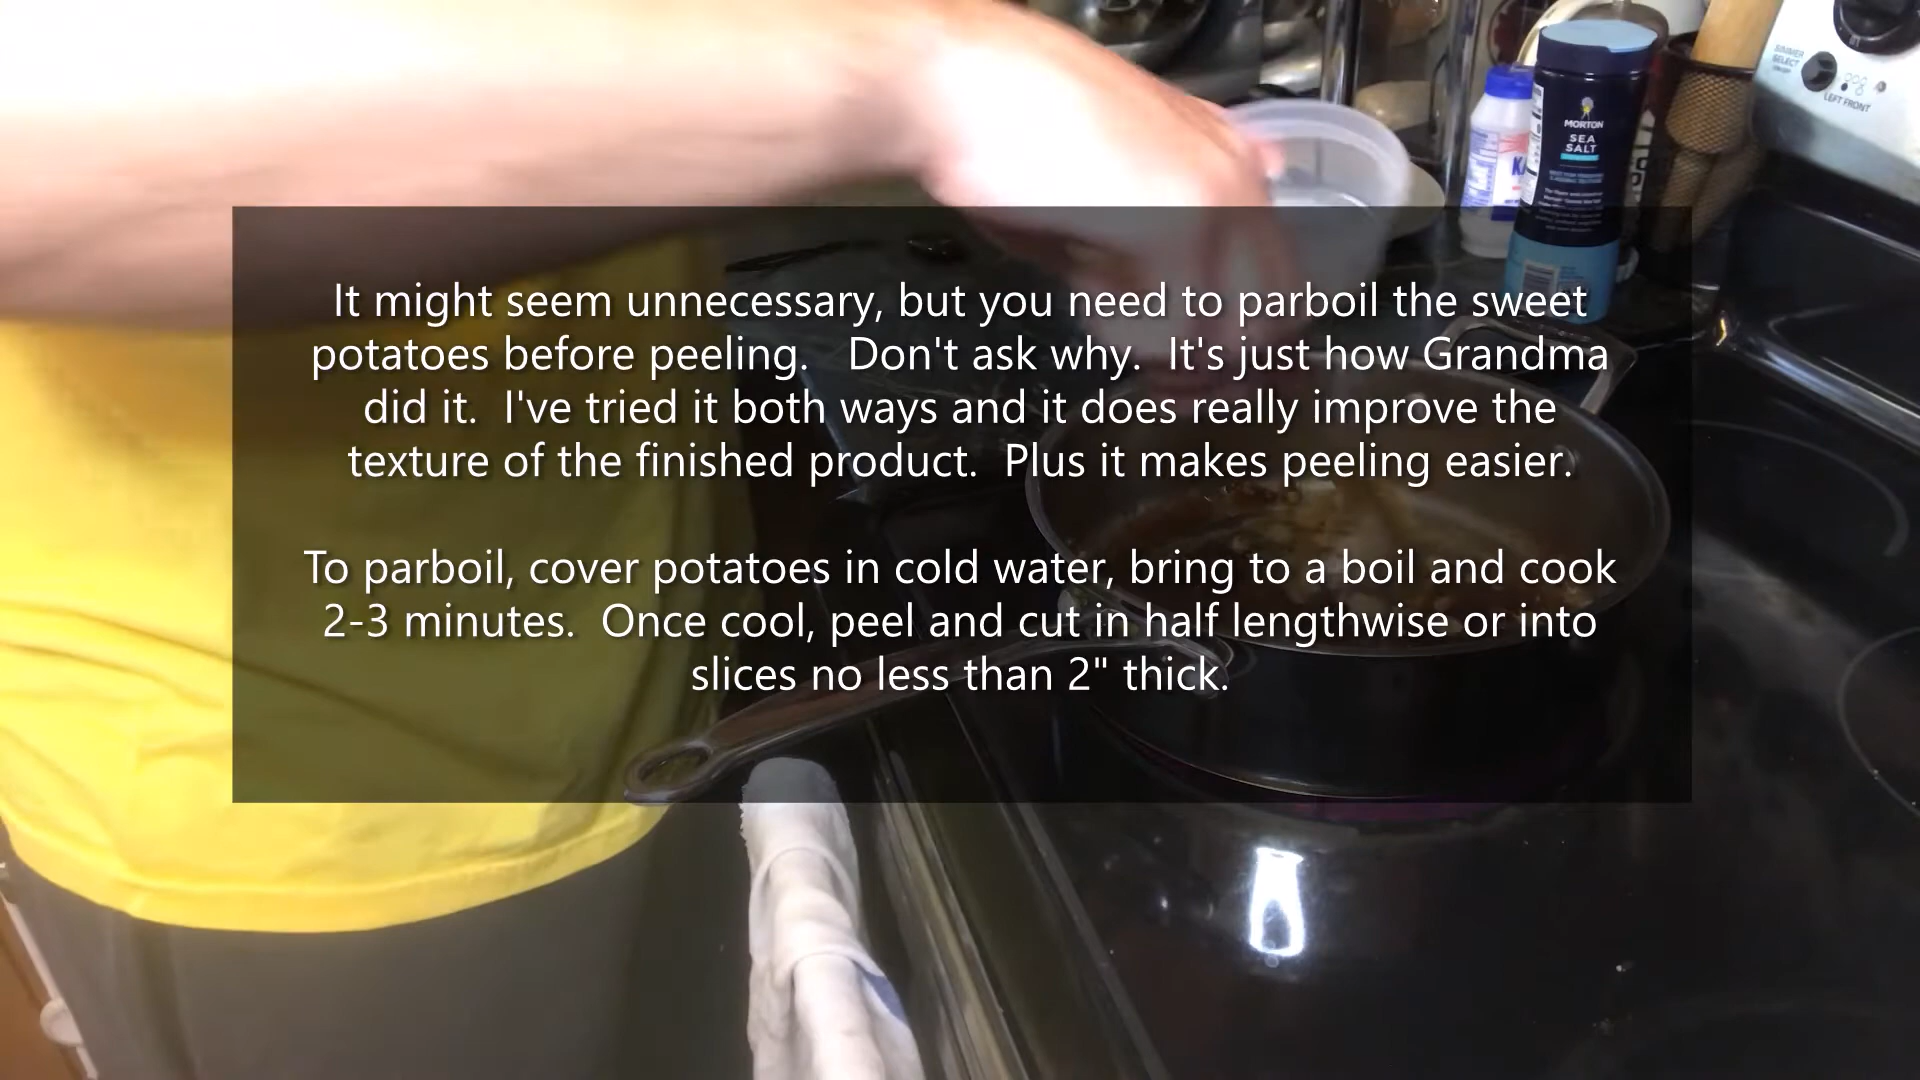 It might seem unnecessary, but you need to parboil the sweet
potatoes before peeling.   Don't ask why.  It's just how Grandma
did it.  I've tried it both ways and it does really improve the
texture of the finished product.  Plus it makes peeling easier.
To parboil, cover potatoes in cold water, bring to a boil and cook
2-3 minutes.  Once cool, peel and cut in half lengthwise or into
slices no less than 2" thick.
MORTON
SEA
SALT
SIMMER
SELECT
LEFT FRONT